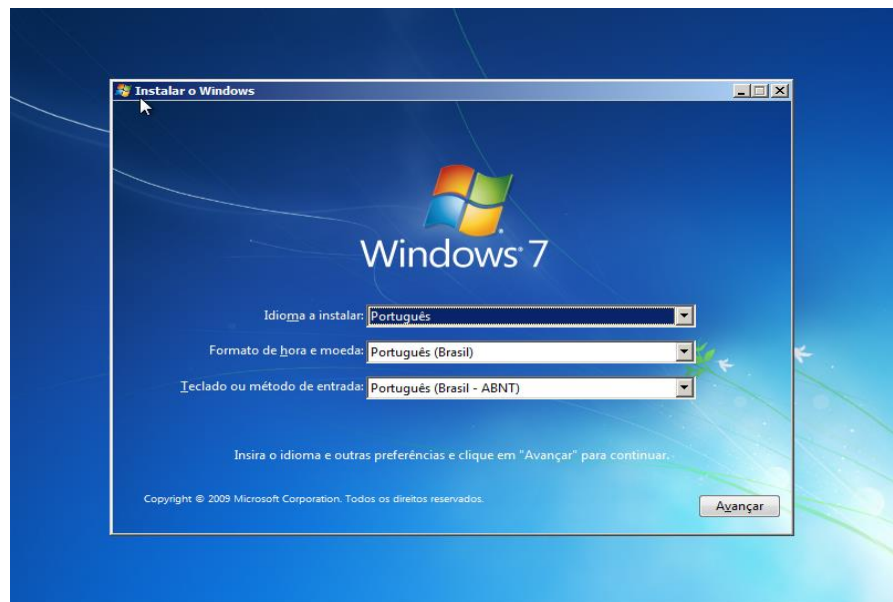 Instalar o Windows
Windows 7
Idioma a instalar: Português
Formato de hora e moeda: Português (Brasil)
Teclado ou método de entrada: Português (Brasil - ABNT)
Insira o idioma e outras preferências e clique em "Avançar" para continuar.
Copyright © 2009 Microsoft Corporation. Todos os direitos reservados.
Avançar